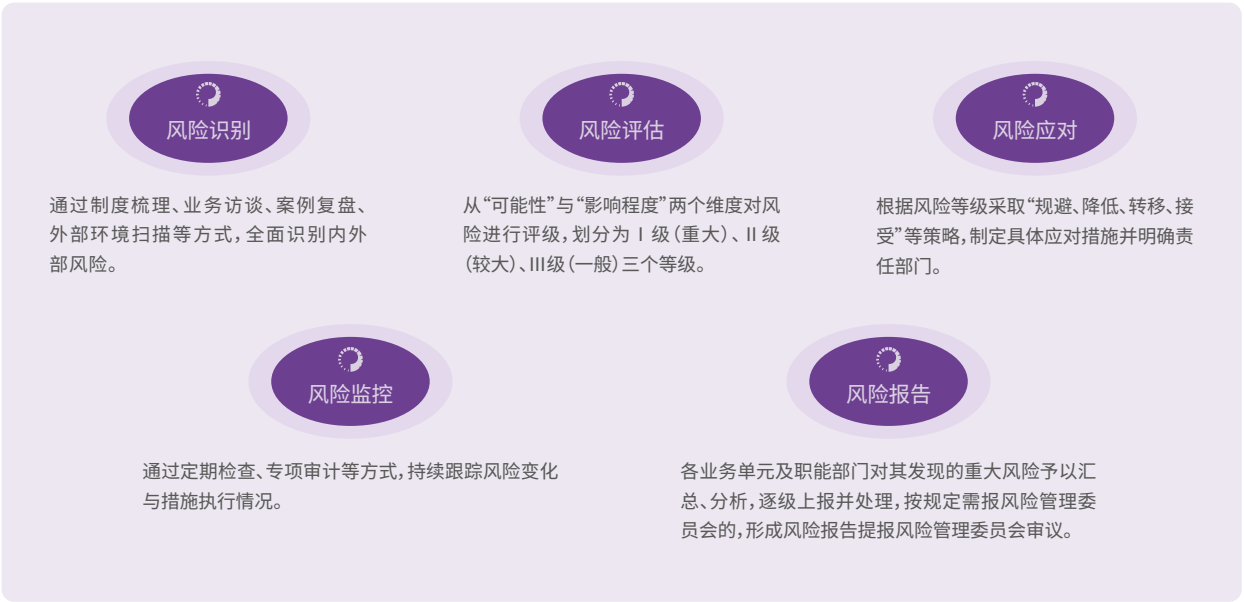 风险识别
通过制度梳理、业务访谈、案例复盘、
外部环境扫描等方式，全面识别内外
部风险。
风险评估
从“可能性”与“影响程度”两个维度对风
险进行评级，划分为Ⅰ级（重大）、II级
（较大）、III级（一般）三个等级。
风险应对
根据风险等级采取“规避、降低、转移、接
受”等策略，制定具体应对措施并明确责
任部门。
风险监控
通过定期检查、专项审计等方式，持续跟踪风险变化
与措施执行情况。
风险报告
各业务单元及职能部门对其发现的重大风险予以汇
总、分析，逐级上报并处理，按规定需报风险管理委
员会的，形成风险报告提报风险管理委员会审议。